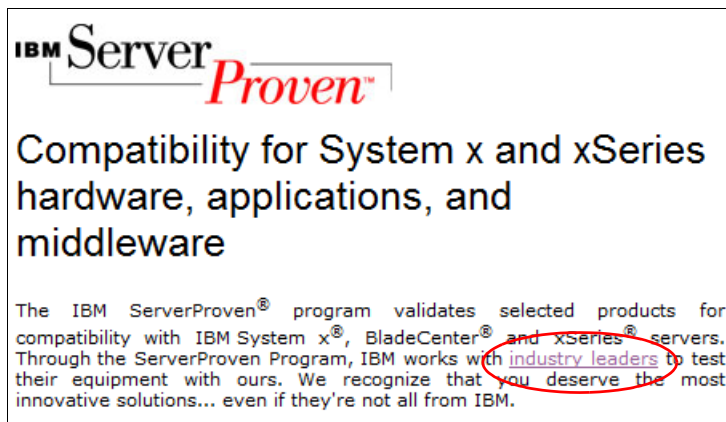 IBM Server
Proven™
Compatibility for System x and xSeries
hardware, applications, and
middleware
The IBM ServerProven® program validates selected products for
compatibility with IBM System x®, BladeCenter® and xSeries® servers.
Through the ServerProven Program, IBM works with industry leaders to test
their equipment with ours. We recognize that you deserve the most
innovative solutions... even if they're not all from IBM.